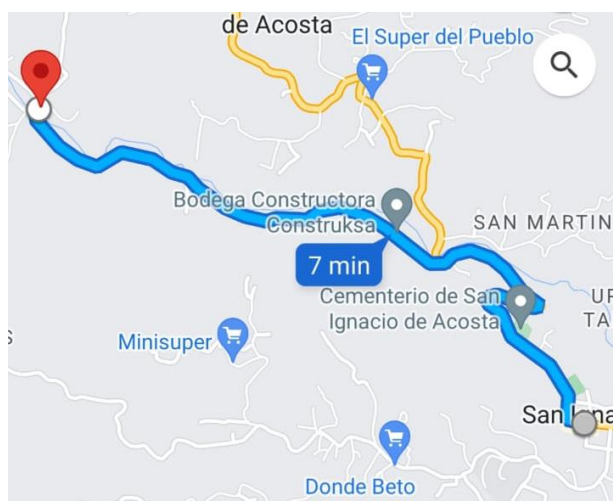 de Acosta
El Super del Pueblo
Bodega Constructora
Construksa
SAN MARTIN
7 min
Cementerio de San
Ignacio de Acosta
Minisuper
San
Donde Beto